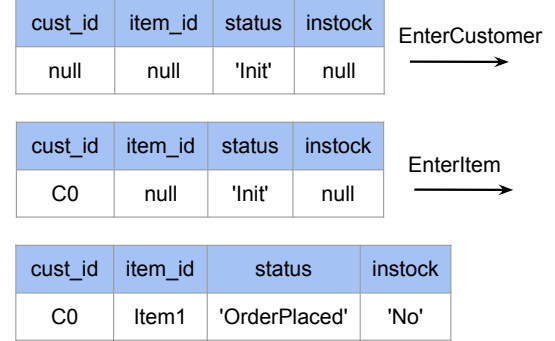 cust_id item_id status instock
EnterCustomer
null null 'Init' null
cust_id item_id status instock
EnterItem
C0 null 'Init' null
cust_id item_id status instock
C0 Item1 'OrderPlaced' 'No'